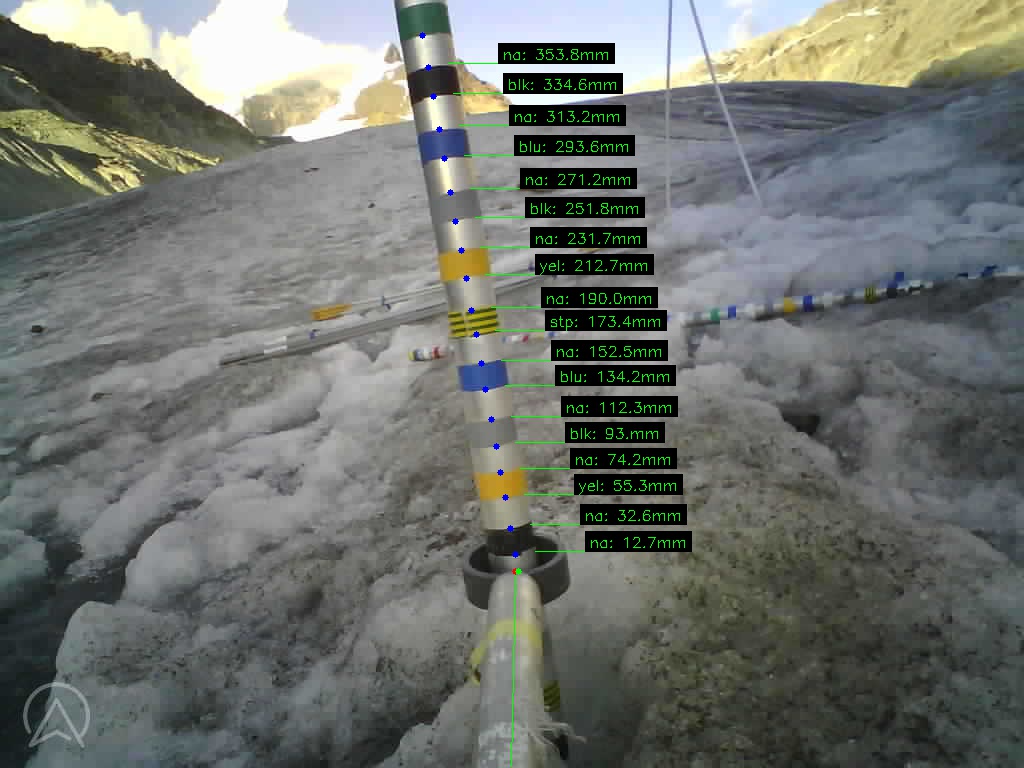 na: 353.8mm
blk: 334.6mm
na: 313.2mm
blu: 293.6mm
na: 271.2mm
blk: 251.8mm
na: 231.7mm
yel: 212.7mm
na: 190.0mm
stp: 173.4mm
na: 152.5mm
blu: 134.2mm
na: 112.3mm
blk: 93.mm
na: 74.2mm
yel: 55.3mm
na: 32.6mm
na: 12.7mm